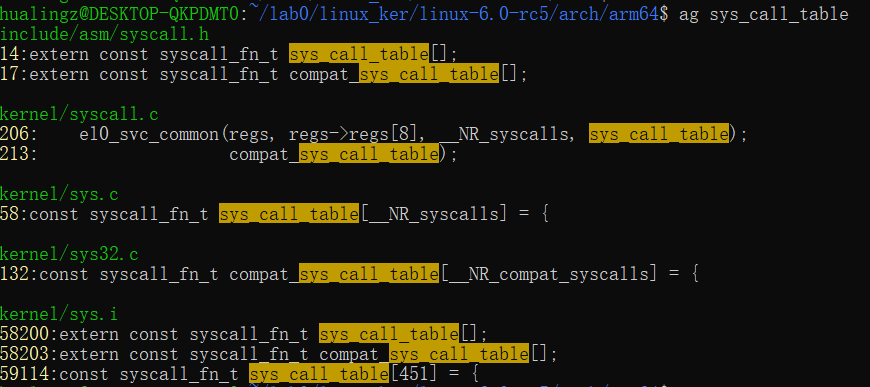 hualingz@DESKTOP-QKPDMT0:~/lab0/linux_ker/linux-6.0-rc5/arch/arm64$ ag sys_call_table
include/asm/syscall.h
14:extern const syscall_fn_t sys_call_table[];
17:extern const syscall_fn_t compat_sys_call_table[];
kernel/syscall.c
206:    el0_svc_common(regs, regs->regs[8], __NR_syscalls, sys_call_table);
213:                   compat_sys_call_table);
kernel/sys.c
58:const syscall_fn_t sys_call_table[__NR_syscalls] = {
kernel/sys32.c
132:const syscall_fn_t compat_sys_call_table[__NR_compat_syscalls] = {
kernel/sys.i
58200:extern const syscall_fn_t sys_call_table[];
58203:extern const syscall_fn_t compat_sys_call_table[];
59114:const syscall_fn_t sys_call_table[451] = {